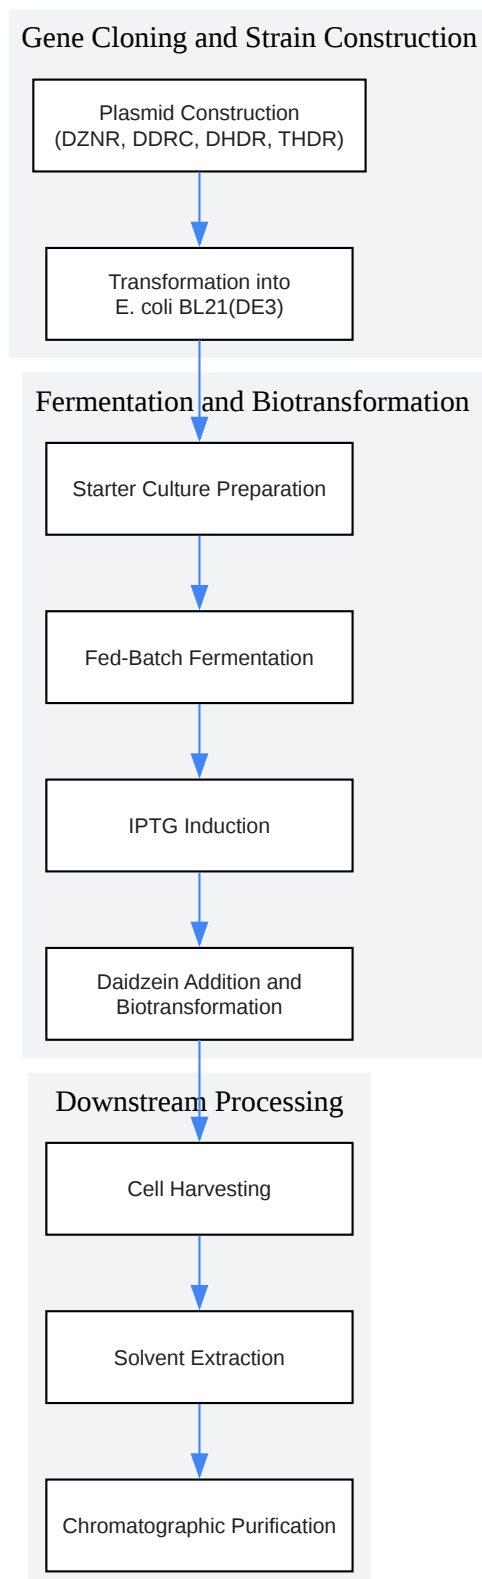 Gene Cloning and Strain Construction
Plasmid Construction
(DZNR, DDRC, DHDR, THDR)
Transformation into
E. coli BL21(DE3)
Fermentation and Biotransformation
Starter Culture Preparation
Fed-Batch Fermentation
IPTG Induction
Daidzein Addition and
Biotransformation
Downstream Processing
Cell Harvesting
Solvent Extraction
Chromatographic Purification